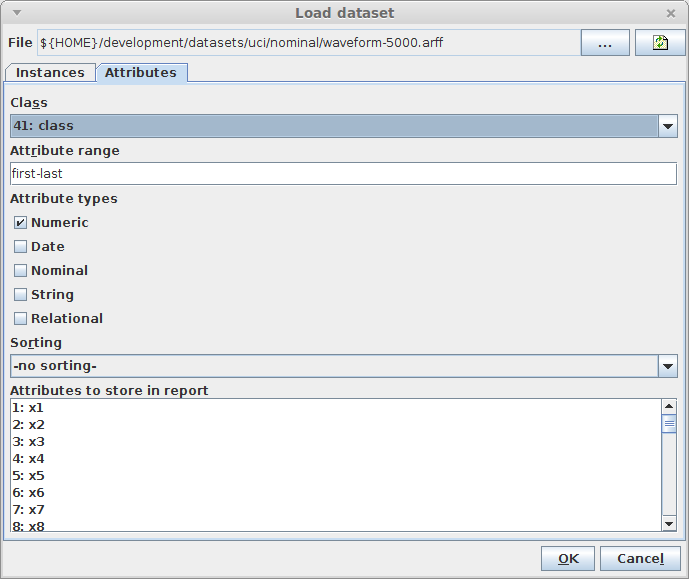 Load dataset
File ${HOME}/development/datasets/uci/nominal/waveform-5000.arff ...
Instances Attributes
Class
41: class
Attribute range
first-last
Attribute types
Numeric
Date
Nominal
String
Relational
Sorting
-no sorting-
Attributes to store in report
1: x1
2: x2
3: x3
4: x4
5: x5
6: x6
7: x7
8: x8
OK Cancel